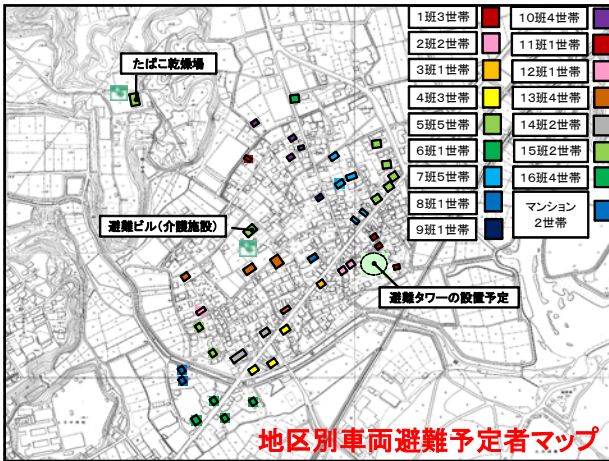 1班3世帯
10班4世帯
2班2世帯
11班1世帯
3班1世帯
12班1世帯
4班3世帯
13班4世帯
5班5世帯
14班2世帯
6班1世帯
15班2世帯
7班5世帯
16班4世帯
8班1世帯
マンション
2世帯
9班1世帯
たばこ乾燥場
避難ビル(介護施設)
避難タワーの設置予定
地区別車両避難予定者マップ